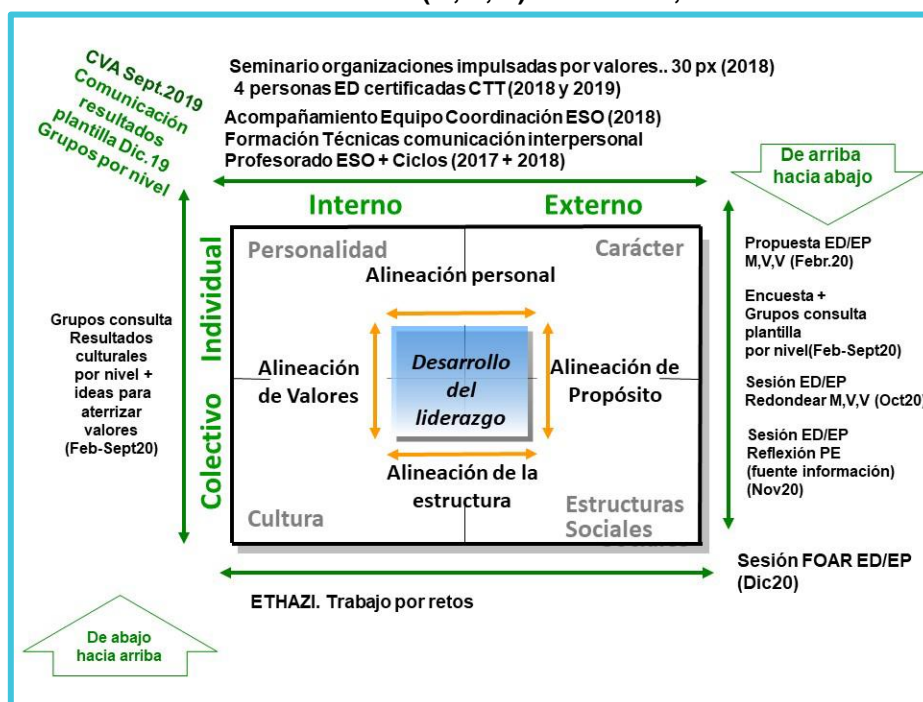 CVA Sept.2019
Comunicación
resultados
plantilla Dic.19
Grupos por nivel
Seminario organizaciones impulsadas por valores.. 30 px (2018)
4 personas ED certificadas CTT (2018 y 2019)
Acompañamiento Equipo Coordinación ESO (2018)
Formación Técnicas comunicación interpersonal
Profesorado ESO + Ciclos (2017 + 2018)
De arriba
hacia abajo
Interno
Externo
Individual
Colectivo
Personalidad
Carácter
Alineación personal
Alineación
de Valores
Desarrollo
del
liderazgo
Alineación de
Propósito
Alineación de la
estructura
Cultura
Estructuras
Sociales
Grupos consulta
Resultados
culturales
por nivel +
ideas para
aterrizar
valores
(Feb-Sept20)
Propuesta ED/EP
M,V,V (Febr.20)
Encuesta +
Grupos consulta
plantilla
por nivel(Feb-Sept20)
Sesión ED/EP
Redondear M,V,V (Oct20)
Sesión ED/EP
Reflexión PE
(fuente información)
(Nov20)
Sesión FOAR ED/EP
(Dic20)
ETHAZI. Trabajo por retos
De abajo
hacia arriba